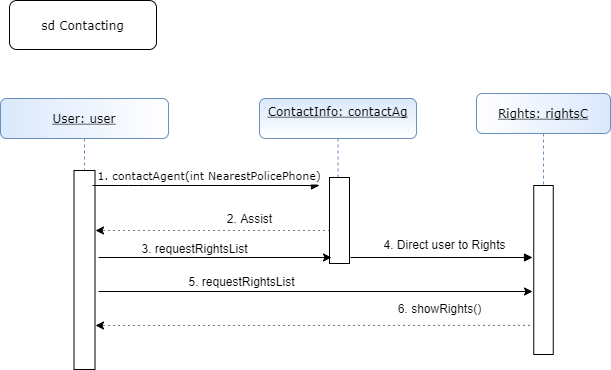 sd Contacting
User: user
ContactInfo: contactAg
Rights: rightsC
1. contactAgent(int NearestPolicePhone)
2. Assist
3. requestRightsList
4. Direct user to Rights
5. requestRightsList
6. showRights()